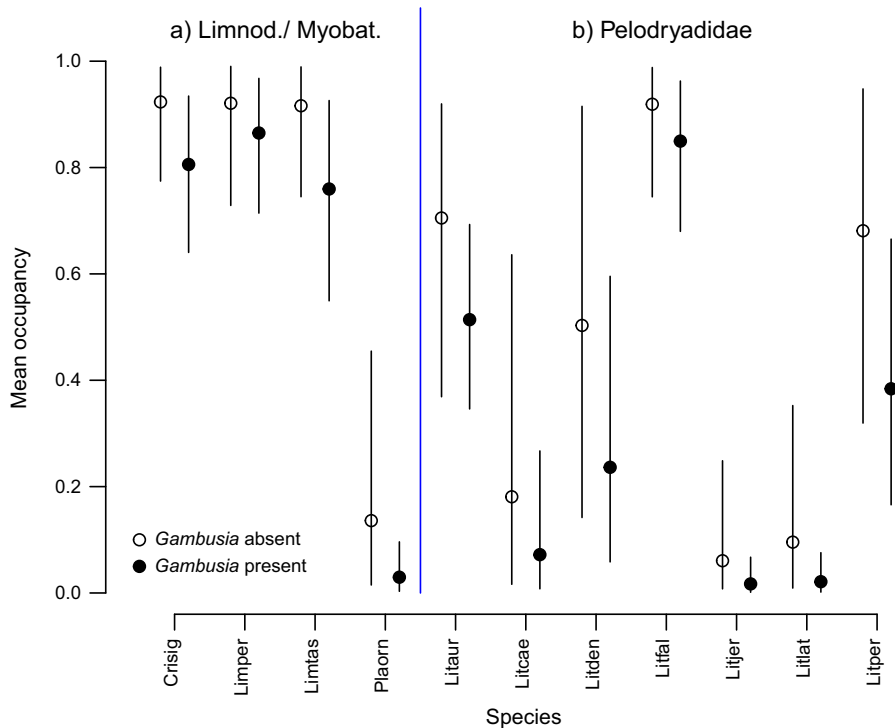 a) Limnod./ Myobat.
b) Pelodryadidae
1.0
0.8
0.6
0.4
0.2
0.0
Mean occupancy
Gambusia absent
Gambusia present
Crisig
Limper
Limtas
Plaorn
Litaur
Litcae
Litden
Litfal
Litjer
Litlat
Litper
Species